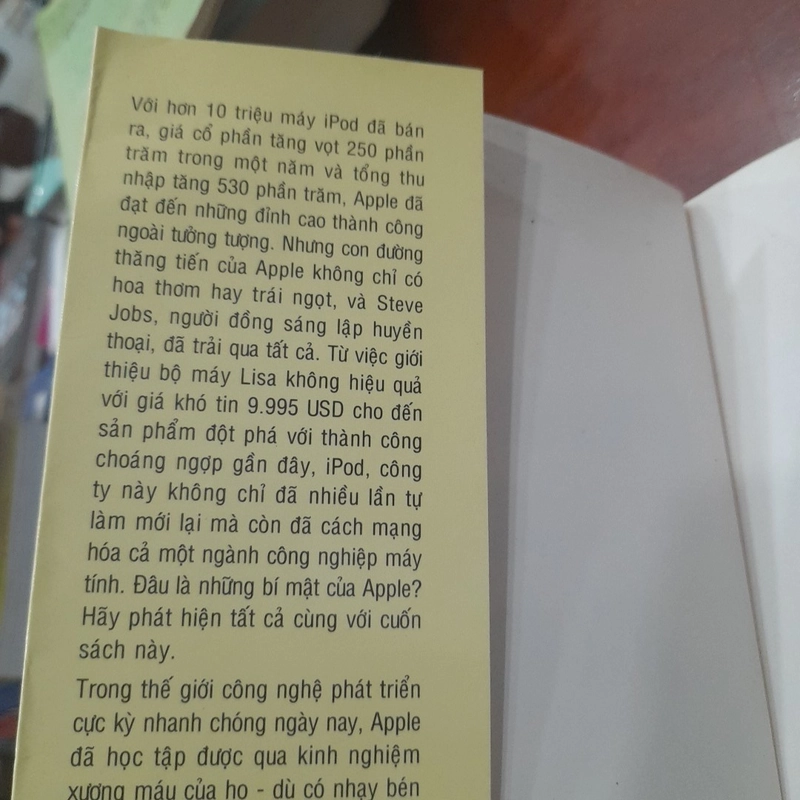 Với hơn 10 triệu máy iPod đã bán
ra, giá cổ phần tăng vọt 250 phần
trăm trong một năm và tổng thu
nhập tăng 530 phần trăm, Apple đã
đạt đến những đỉnh cao thành công
ngoài tưởng tượng. Nhưng con đường
thăng tiến của Apple không chỉ có
hoa thơm hay trái ngọt, và Steve
Jobs, người đồng sáng lập huyền
thoại, đã trải qua tất cả. Từ việc giới
thiệu bộ máy Lisa không hiệu quả
với giá khó tin 9.995 USD cho đến
sản phẩm đột phá với thành công
choáng ngợp gần đây, iPod, công
ty này không chỉ đã nhiều lần tự
làm mới lại mà còn đã cách mạng
hóa cả một ngành công nghiệp máy
tính. Đâu là những bí mật của Apple?
Hãy phát hiện tất cả cùng với cuốn
sách này.
Trong thế giới công nghệ phát triển
cực kỳ nhanh chóng ngày nay, Apple
đã học tập được qua kinh nghiệm
xương máu của họ - dù có nhạy bén